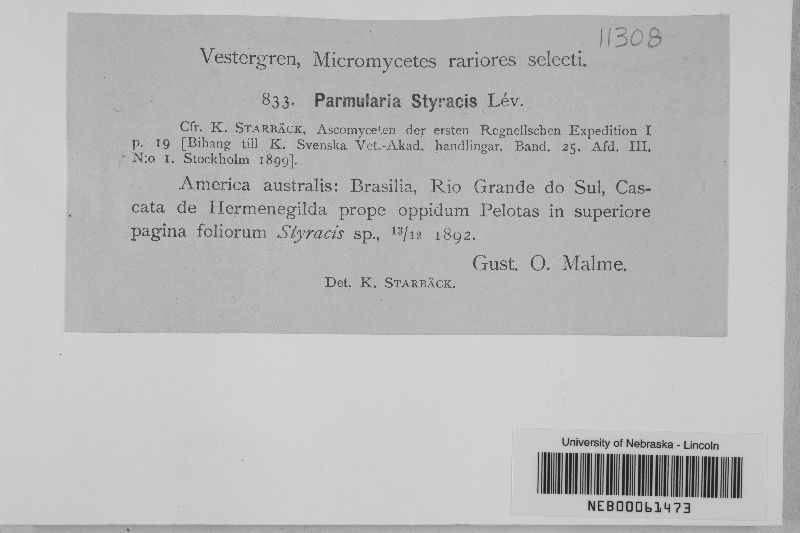 11308
Vestergren, Micromycetes rariores selecti.
833. Parmularia Styracis Lév.
Cfr. K. STARBÄCK, Ascomyceten der ersten Regnellschen Expedition I
p. 19 [Bihang till K. Svenska Vet.-Akad. handlingar. Band. 25. Afd. III.
N:o 1. Stockholm 1899].
America australis: Brasilia, Rio Grande do Sul, Cas-
cata de Hermenegilda prope oppidum Pelotas in superiore
pagina foliorum Styracis sp., 13/12 1892.
Gust. O. Malme.
Det. K. STARBÄCK.
University of Nebraska - Lincoln
NEB00061473